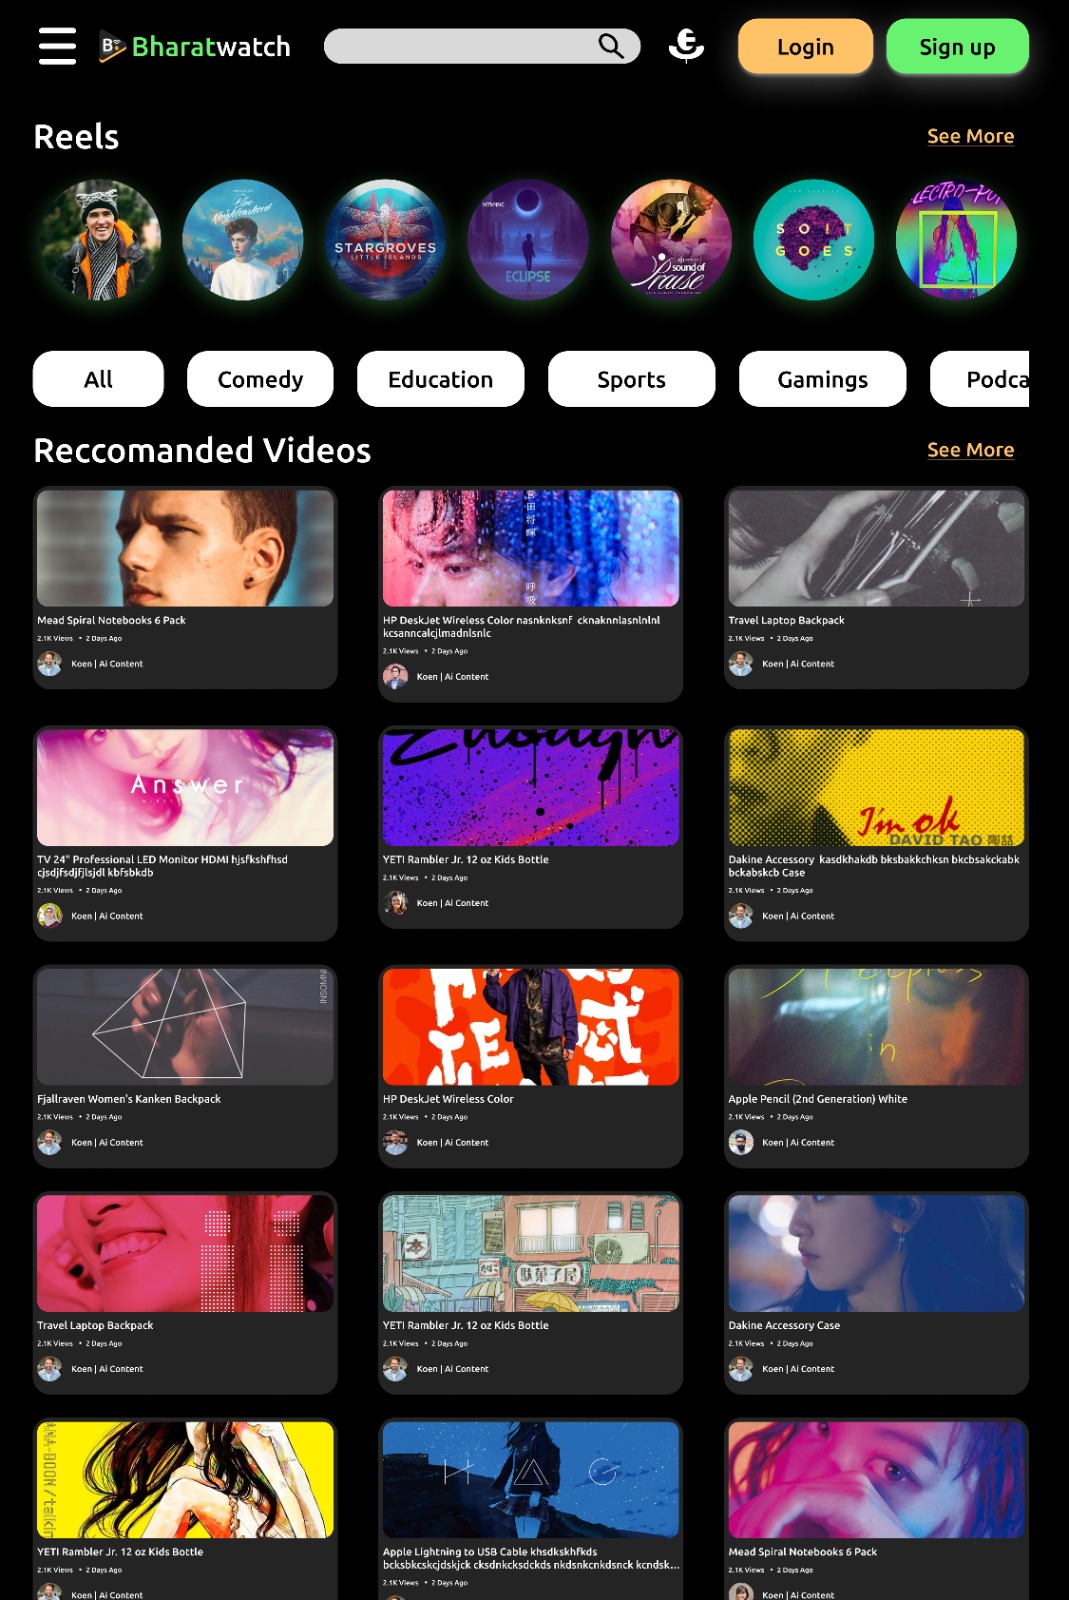 Bharatwatch
Login
Sign up
Reels
See More
STARGROVES
LITTLE ISLANDS
ECLIPSE
sound of
Praise
SO IT
GOES
All
Comedy
Education
Sports
Gamings
Podca
Reccomanded Videos
See More
Mead Spiral Notebooks 6 Pack
2.1K Views • 2 Days Ago
Koen | Ai Content
HP DeskJet Wireless Color nasnknksnf cknaknnlasnlnlnl
kcsanncalcjlmadnlsnlc
2.1K Views • 2 Days Ago
Koen | Ai Content
Travel Laptop Backpack
2.1K Views • 2 Days Ago
Koen | Ai Content
Answer
TV 24" Professional LED Monitor HDMI hjsfkshfhsd
cjsdjfsdjfjlsjdl kbfsbkdb
2.1K Views • 2 Days Ago
Koen | Ai Content
Enough
YETI Rambler Jr. 12 oz Kids Bottle
2.1K Views • 2 Days Ago
Koen | Ai Content
I'm ok
DAVID TAO 陶喆
Dakine Accessory kasdkhakdb bksbakkchksn bkcbsakckabk
bckabskcb Case
2.1K Views • 2 Days Ago
Koen | Ai Content
INSOMNI
Fjallraven Women's Kanken Backpack
2.1K Views • 2 Days Ago
Koen | Ai Content
HP DeskJet Wireless Color
2.1K Views • 2 Days Ago
Koen | Ai Content
in
Apple Pencil (2nd Generation) White
2.1K Views • 2 Days Ago
Koen | Ai Content
Travel Laptop Backpack
2.1K Views • 2 Days Ago
Koen | Ai Content
本
駄菓子屋
YETI Rambler Jr. 12 oz Kids Bottle
2.1K Views • 2 Days Ago
Koen | Ai Content
Dakine Accessory Case
2.1K Views • 2 Days Ago
Koen | Ai Content
YETI Rambler Jr. 12 oz Kids Bottle
2.1K Views • 2 Days Ago
Koen | Ai Content
Apple Lightning to USB Cable khsdkskhfkds
bcksbkcskcjdskjck cksdnkcksdckds nkdsnkcnkdsnck kcndsk...
2.1K Views • 2 Days Ago
Mead Spiral Notebooks 6 Pack
2.1K Views • 2 Days Ago
Koen | Ai Content